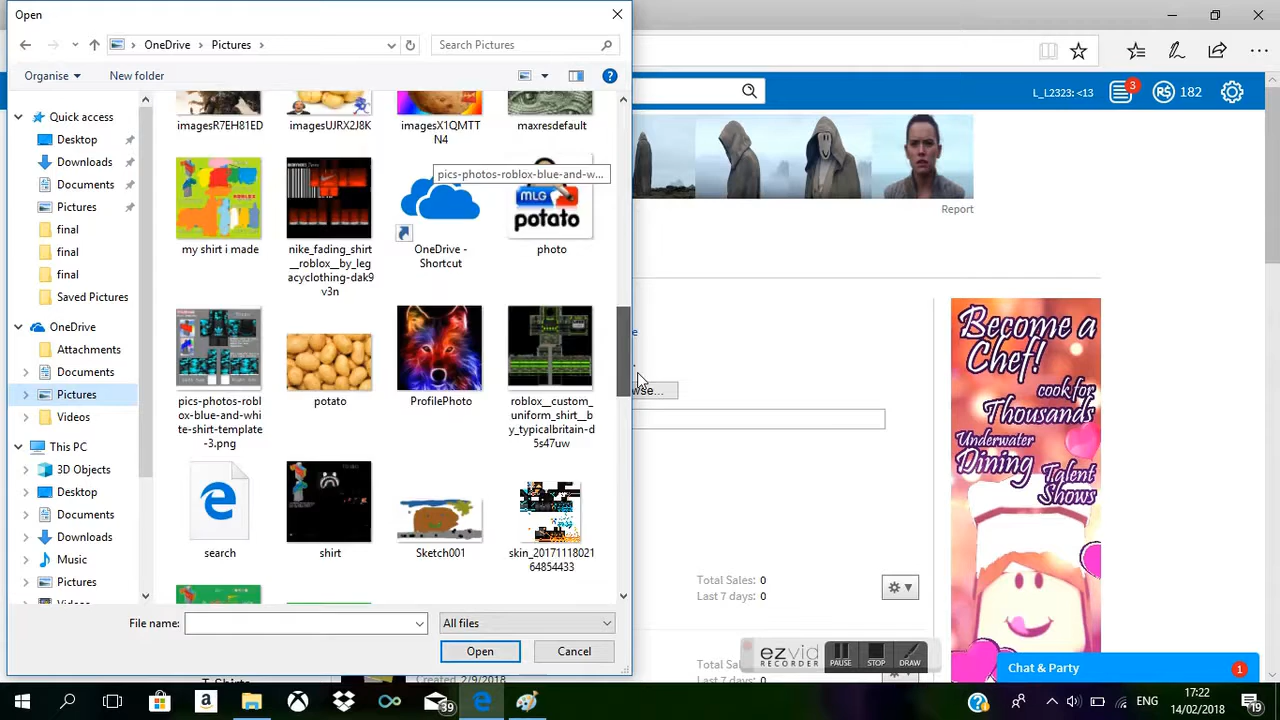 Open
OneDrive
Pictures
Search Pictures
Organise
New folder
Quick access
Desktop
Downloads
Documents
Pictures
final
final
final
Saved Pictures
OneDrive
Attachments
Documents
Pictures
Videos
This PC
3D Objects
Desktop
Documents
Downloads
Music
Pictures
imagesR7EH81ED
imagesUJRX2J8K
imagesX1QMTT
N4
maxresdefault
pics-photos-roblox-blue-and-w...
MLG
potato
my shirt i made
nike_fading_shirt
__roblox__by_leg
acyclothing-dak9
v3n
OneDrive -
Shortcut
photo
pics-photos-robl
ox-blue-and-whi
te-shirt-template
-3.png
potato
ProfilePhoto
roblox__custom_
uniform_shirt__b
y_typicalbritain-d
5s47uw
search
shirt
Sketch001
skin_20171118021
64854433
File name:
All files
Open
Cancel
L_L2323: <13
3
R$
182
Report
Become a
Chef!
cook for
Thousands
Underwater
Dining
Talent
Shows
Total Sales: 0
Last 7 days: 0
ezvid
RECORDER
PAUSE
STOP
DRAW
Chat & Party
1
39
ENG
17:22
14/02/2018
19